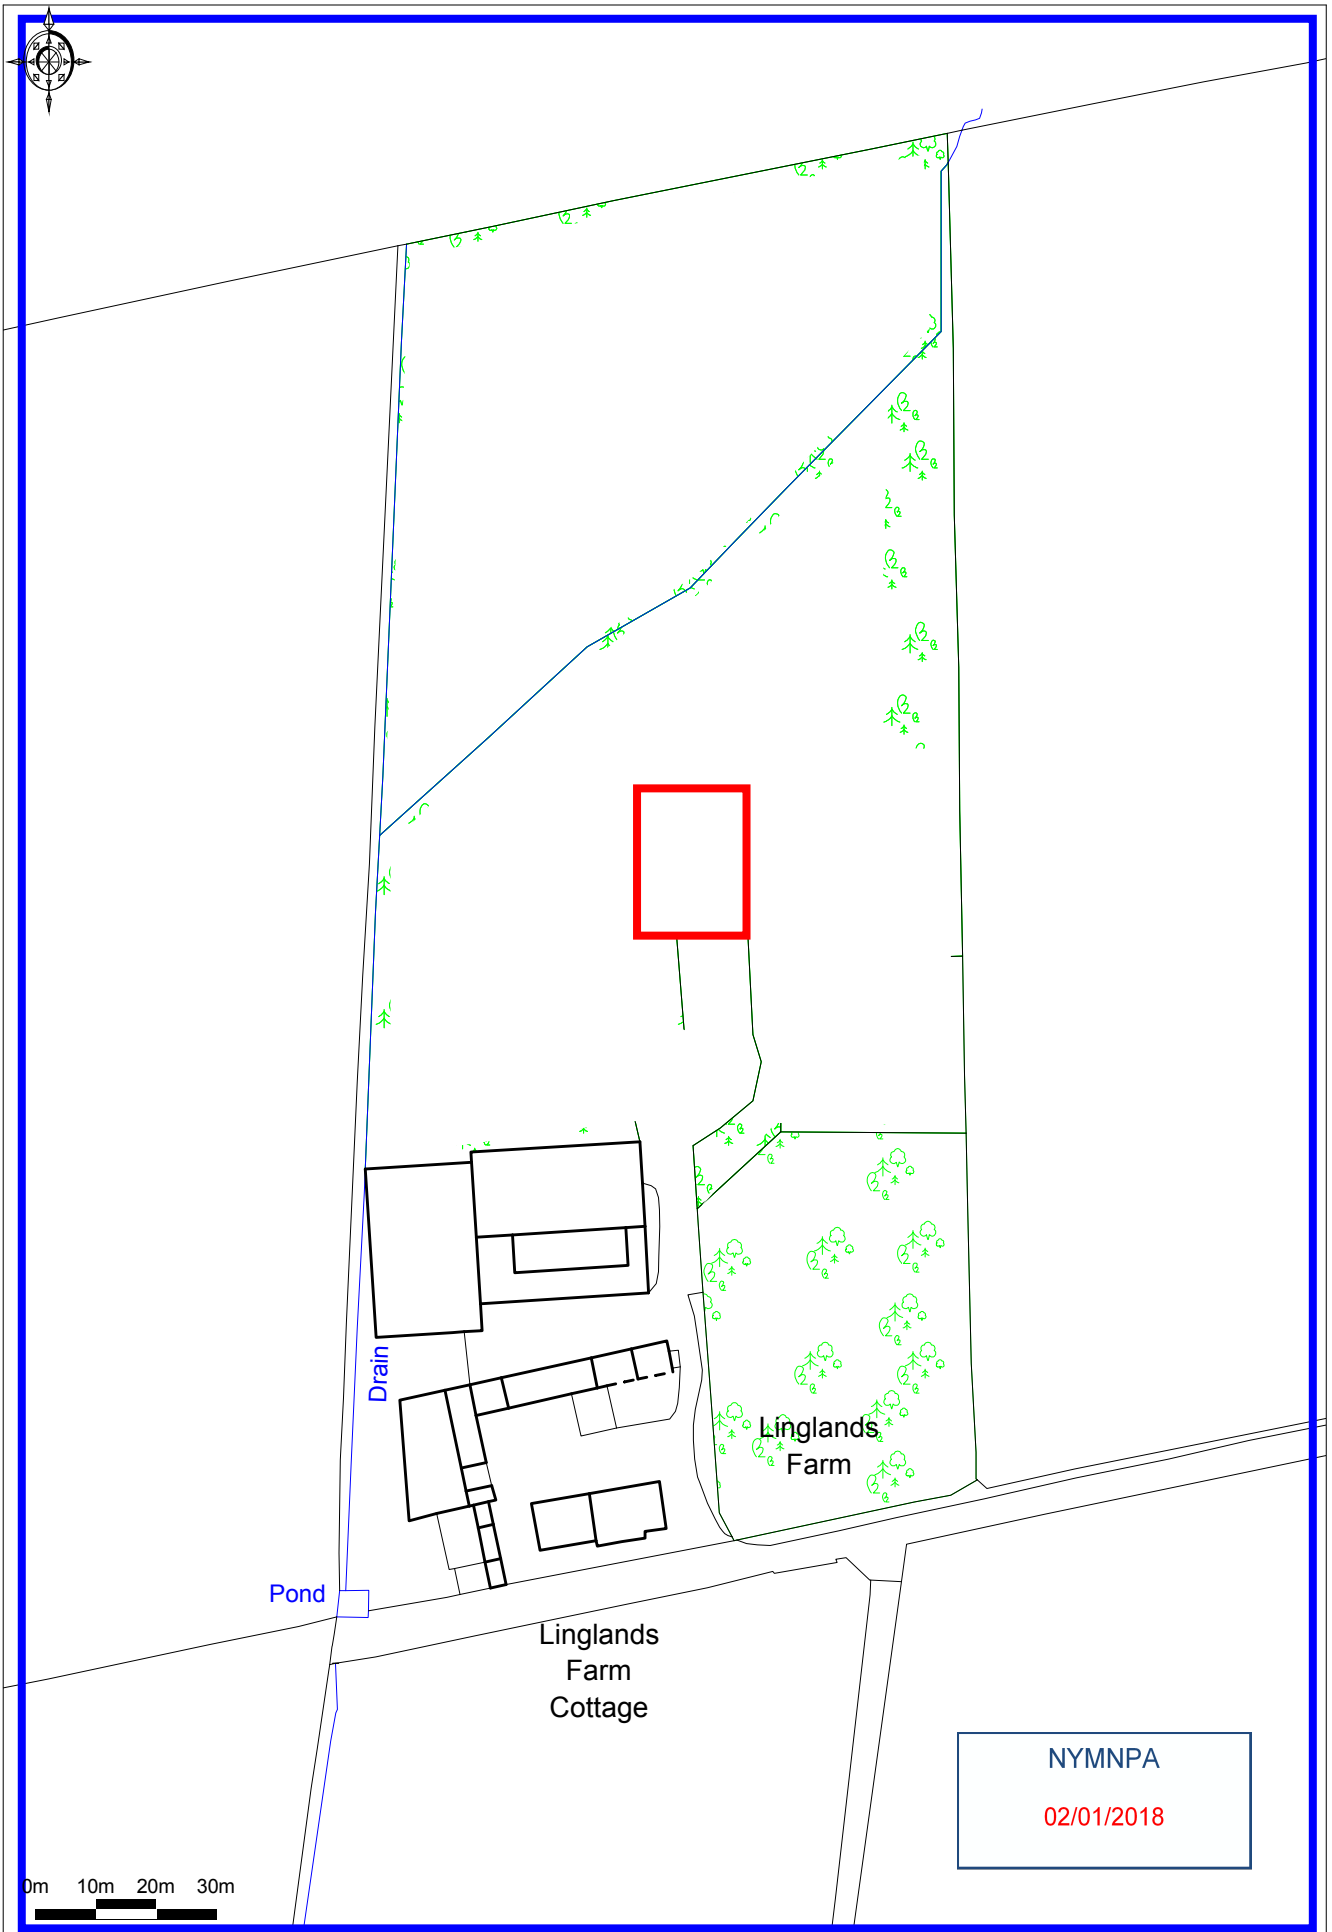 Drain
Linglands
Farm
Pond
Linglands
Farm
Cottage
NYMNPA
02/01/2018
0m 10m 20m 30m